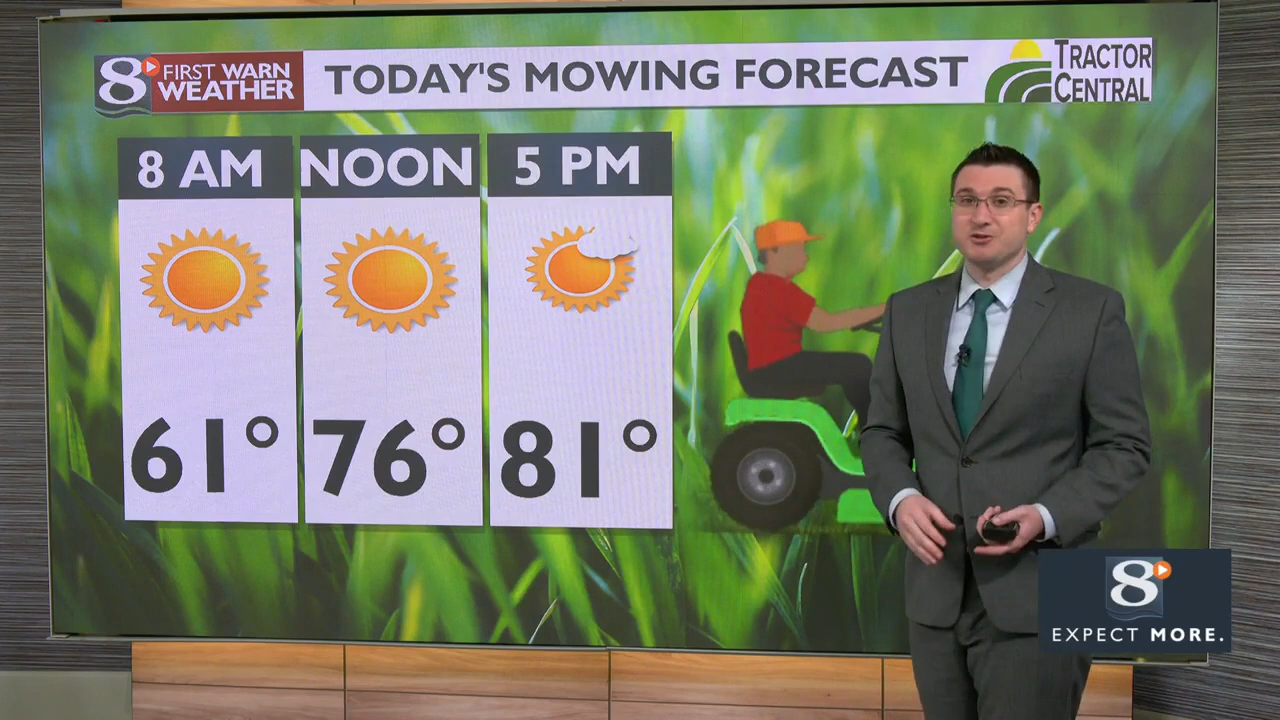 8 FIRST WARN
WEATHER
TODAY'S MOWING FORECAST
TRACTOR
CENTRAL
8 AM
NOON
5 PM
61°
76°
81°
8
EXPECT MORE.